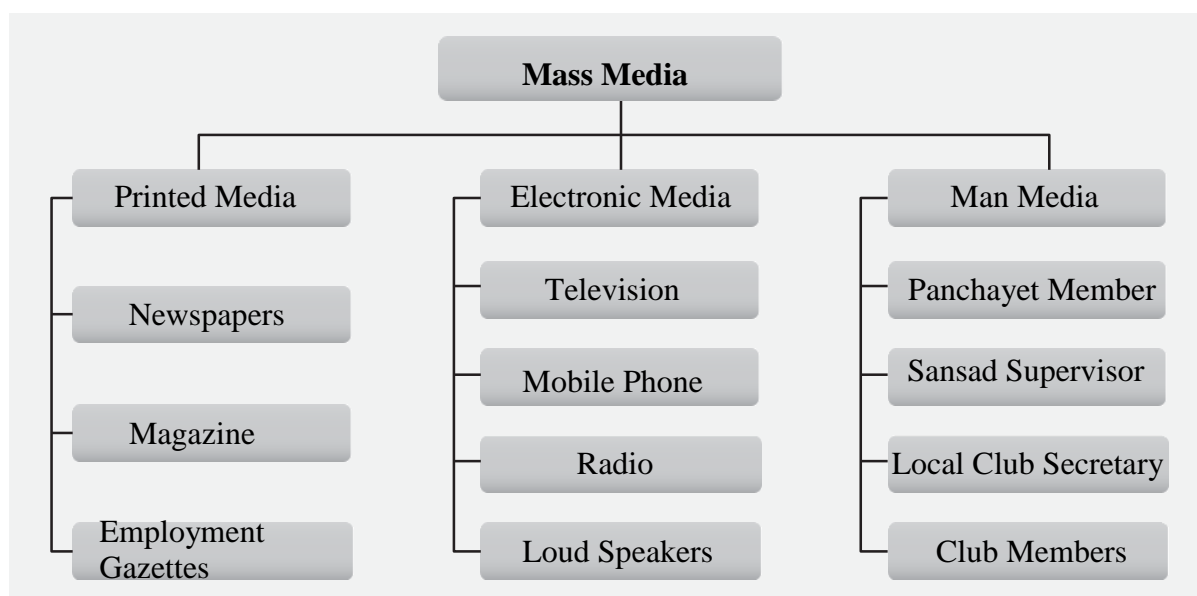 Mass Media
Printed Media
Newspapers
Magazine
Employment
Gazettes
Electronic Media
Television
Mobile Phone
Radio
Loud Speakers
Man Media
Panchayet Member
Sansad Supervisor
Local Club Secretary
Club Members